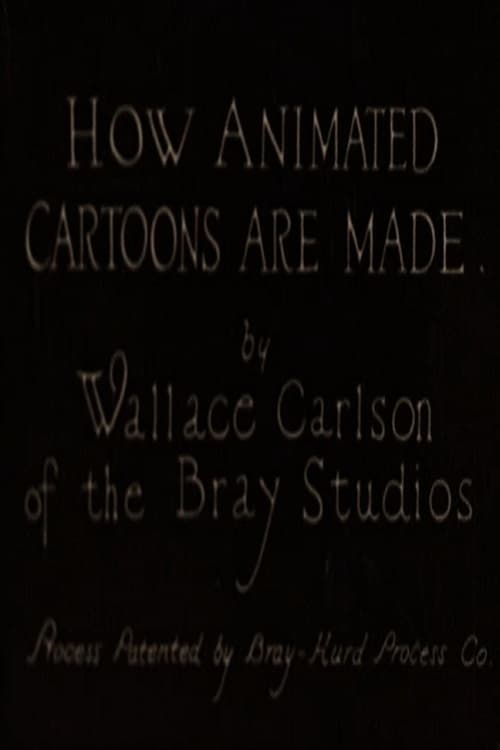 HOW ANIMATED
CARTOONS ARE MADE.
by
Wallace Carlson
of the Bray Studios
Process Patented by Bray-Hurd Process Co.